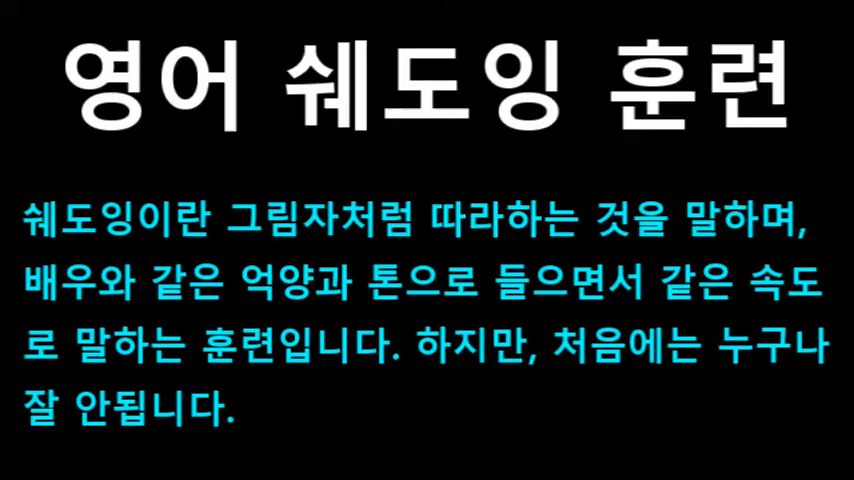 영어 쉐도잉 훈련
쉐도잉이란 그림자처럼 따라하는 것을 말하며,
배우와 같은 억양과 톤으로 들으면서 같은 속도
로 말하는 훈련입니다. 하지만, 처음에는 누구나
잘 안됩니다.